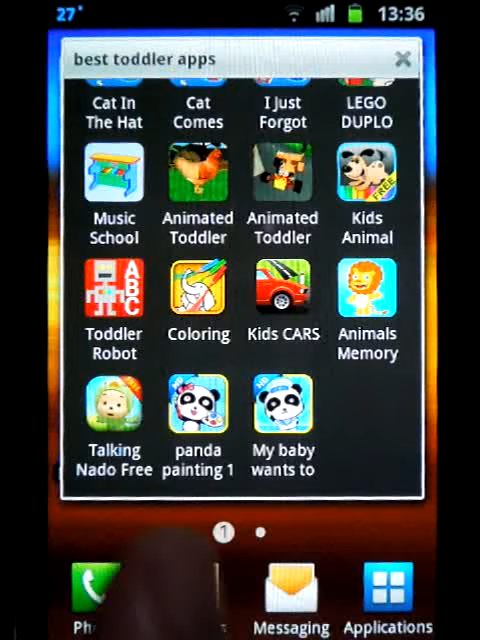 27°
13:36
best toddler apps
Cat In The Hat
Cat Comes
I Just Forgot
LEGO DUPLO
FREE
Music School
Animated Toddler
Animated Toddler
Kids Animal
A
B
C
Toddler Robot
Coloring
Kids CARS
Animals Memory
Talking Nado Free
panda painting 1
My baby wants to
1
Ph
s
Messaging
Applications